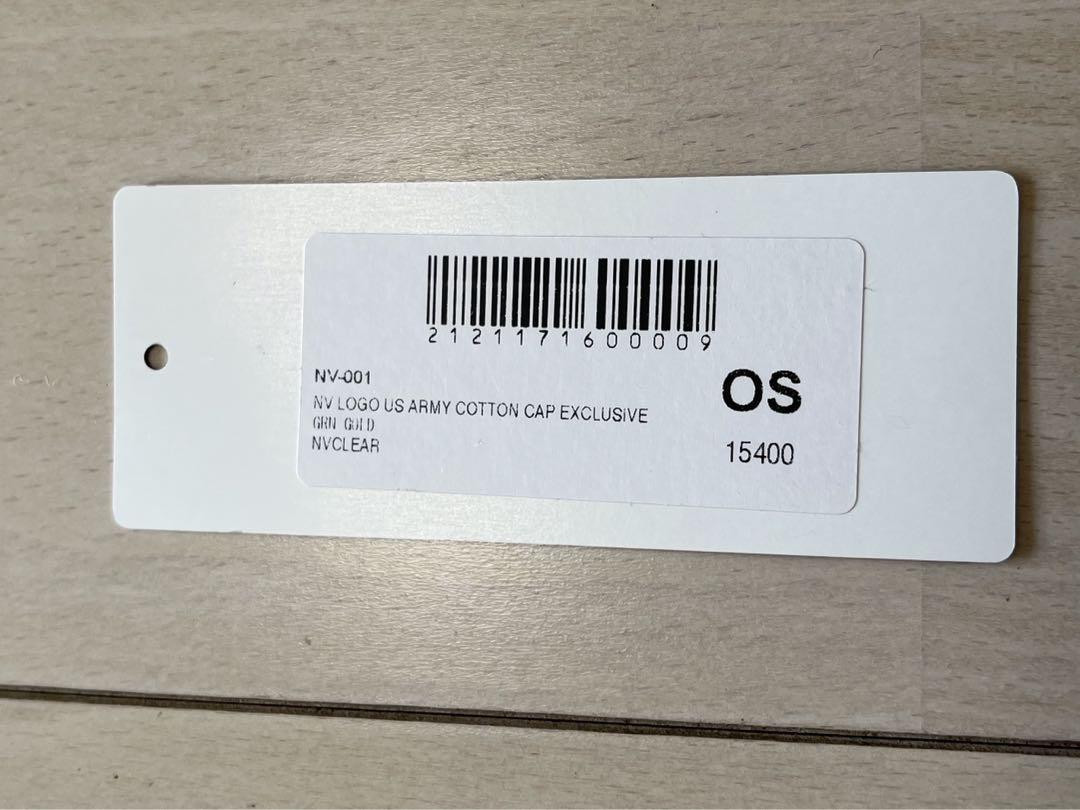 2121171600009
NV-001
OS
NV LOGO US ARMY COTTON CAP EXCLUSIVE
GRN GOLD
NVCLEAR
15400